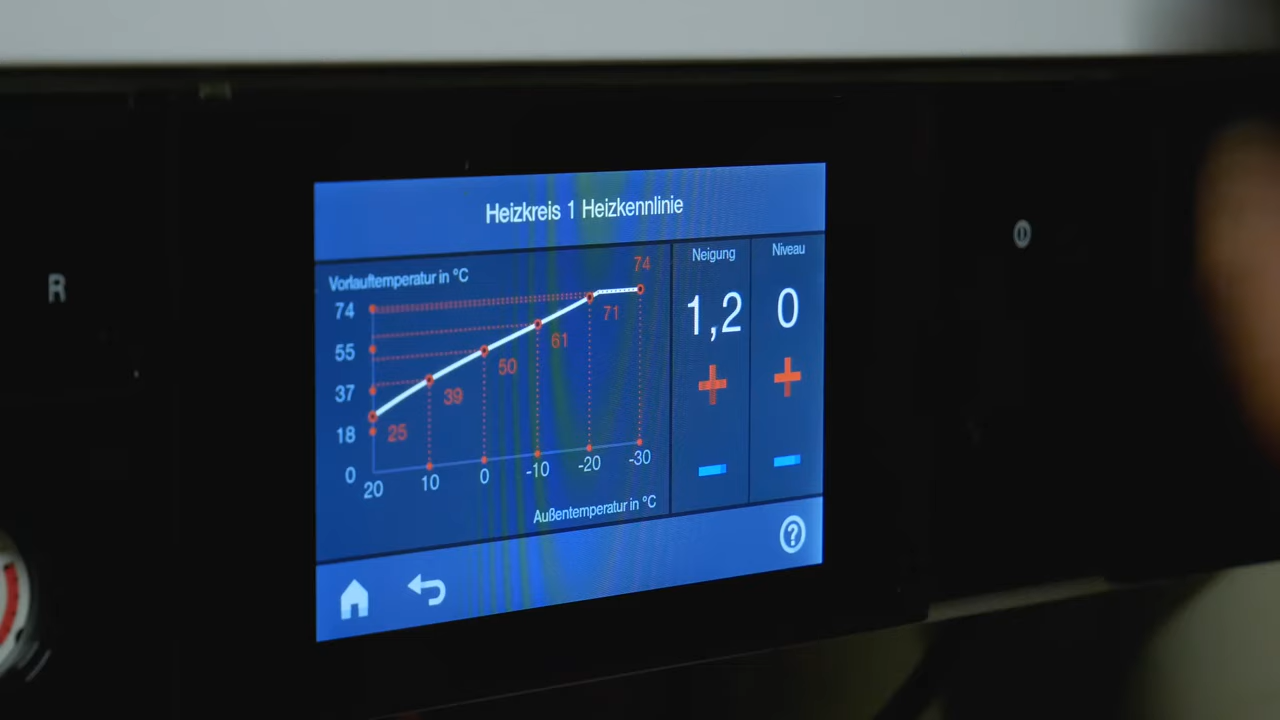 Heizkreis 1 Heizkennlinie
Vorlauftemperatur in °C
Neigung
Niveau
74
74
71
61
55
50
39
37
25
18
0
1,2
0
+
+
-
-
20 10 0 -10 -20 -30
Außentemperatur in °C
?
R